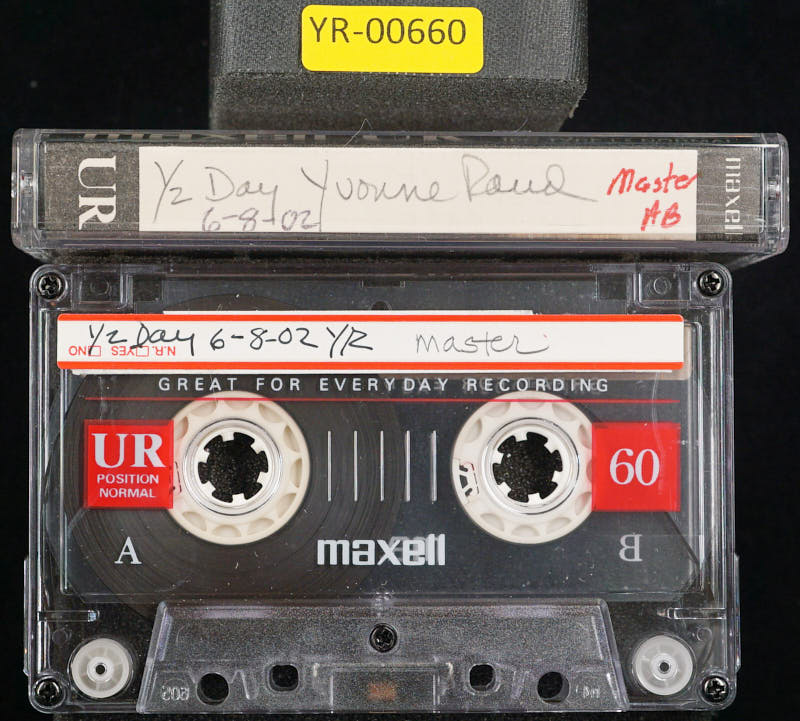 YR-00660
UR
½ Day Yvonne Rand Master
6-8-02 AB
maxell
½ Day 6-8-02 YR master
N.R. YES NO
GREAT FOR EVERYDAY RECORDING
UR
POSITION
NORMAL
60
A
maxell
B